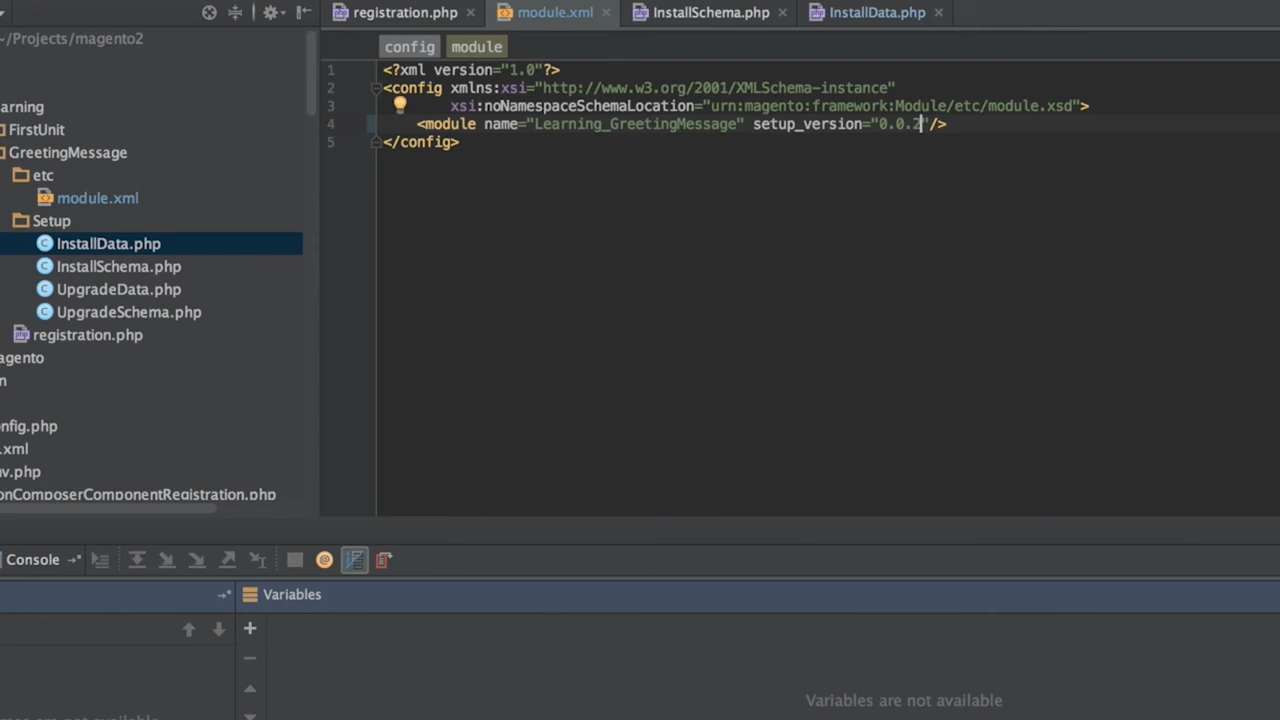 registration.php
module.xml
InstallSchema.php
InstallData.php
~/Projects/magento2
config
module
1 <?xml version="1.0"?>
2 <config xmlns:xsi="http://www.w3.org/2001/XMLSchema-instance"
3 xsi:noNamespaceSchemaLocation="urn:magento:framework:Module/etc/module.xsd">
4 <module name="Learning_GreetingMessage" setup_version="0.0.2"/>
5 </config>
arning
FirstUnit
GreetingMessage
etc
module.xml
Setup
InstallData.php
InstallSchema.php
UpgradeData.php
UpgradeSchema.php
registration.php
agento
n
nfig.php
.xml
nv.php
onComposerComponentRegistration.php
Console
Variables
Variables are not available